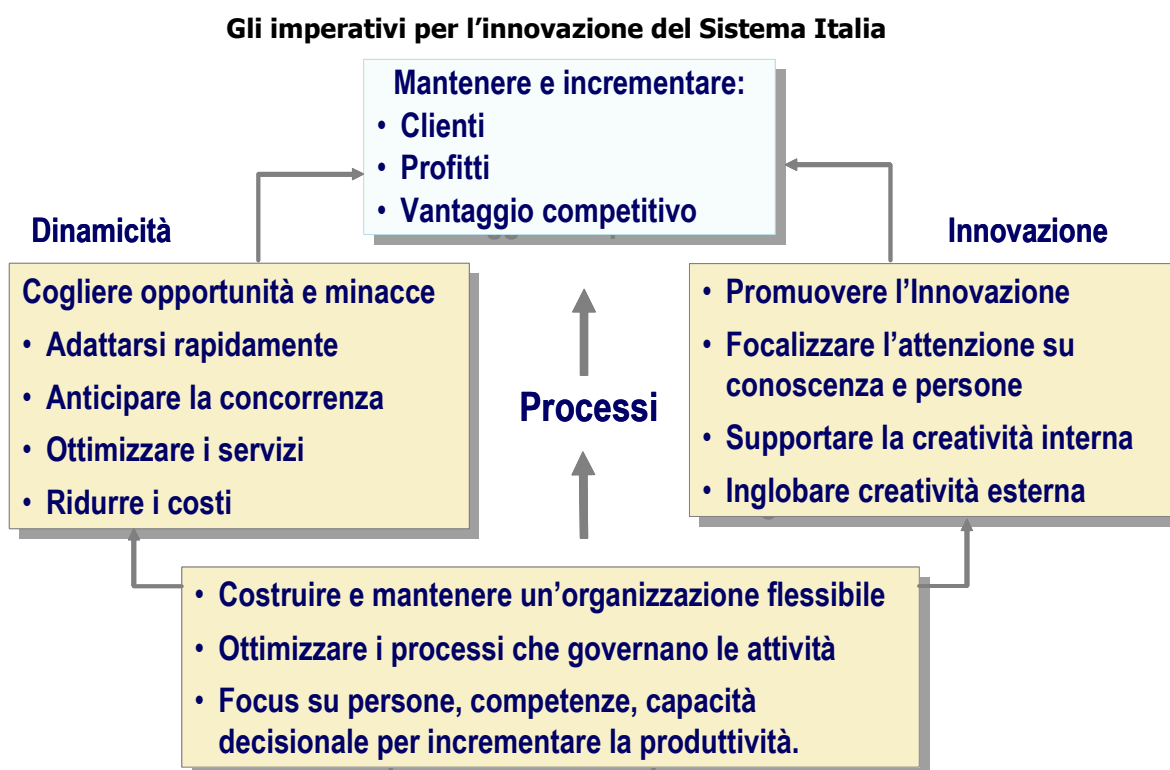 Gli imperativi per l’innovazione del Sistema Italia
Mantenere e incrementare:
• Clienti
• Profitti
• Vantaggio competitivo
Dinamicità
Cogliere opportunità e minacce
• Adattarsi rapidamente
• Anticipare la concorrenza
• Ottimizzare i servizi
• Ridurre i costi
Processi
Innovazione
• Promuovere l’Innovazione
• Focalizzare l’attenzione su
conoscenza e persone
• Supportare la creatività interna
• Inglobare creatività esterna
• Costruire e mantenere un’organizzazione flessibile
• Ottimizzare i processi che governano le attività
• Focus su persone, competenze, capacità
decisionale per incrementare la produttività.